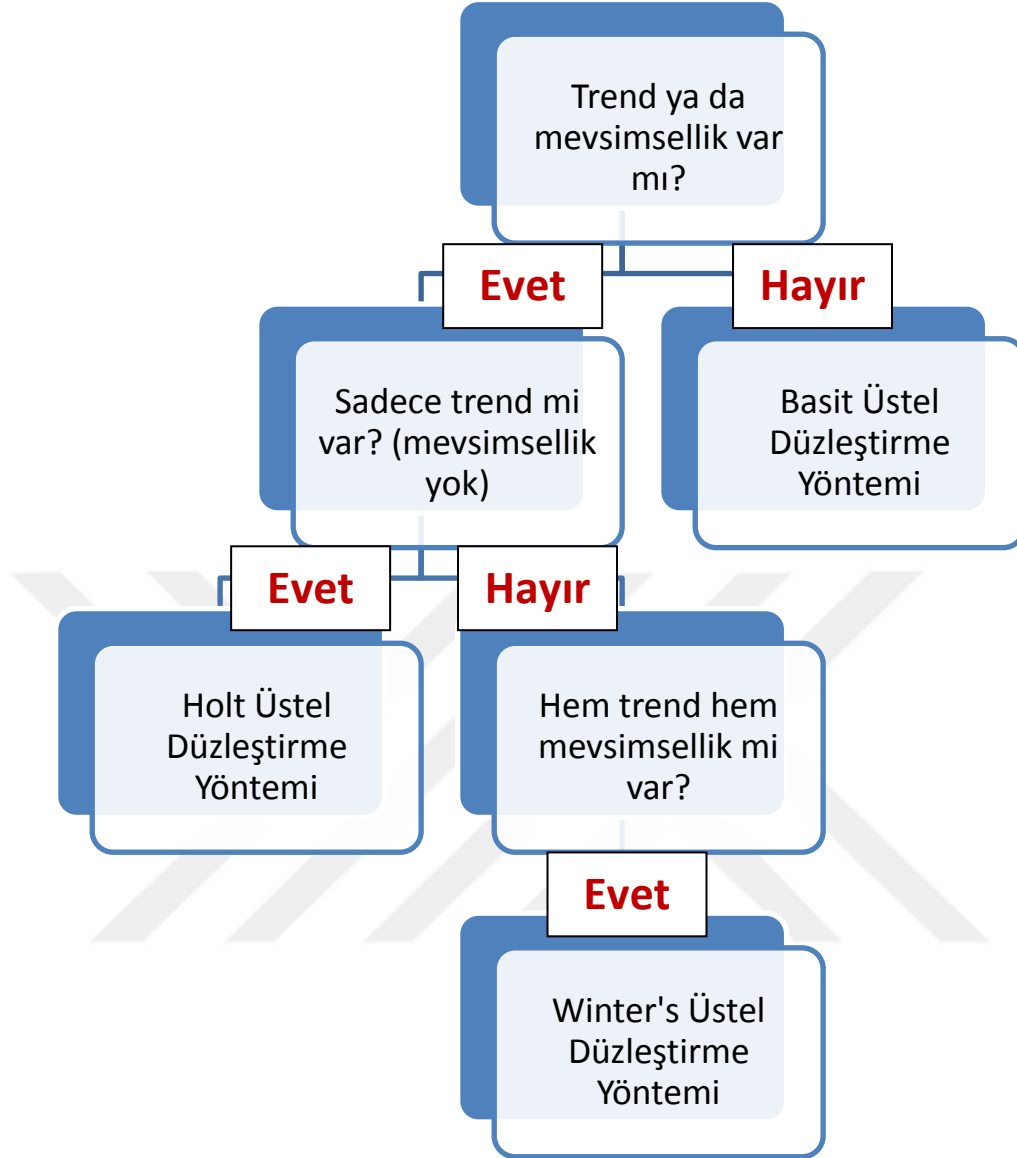 Trend ya da
mevsimsellik var
mı?
Evet
Hayır
Sadece trend mi
var? (mevsimsellik
yok)
Basit Üstel
Düzleştirme
Yöntemi
Evet
Hayır
Holt Üstel
Düzleştirme
Yöntemi
Hem trend hem
mevsimsellik mi
var?
Evet
Winter's Üstel
Düzleştirme
Yöntemi